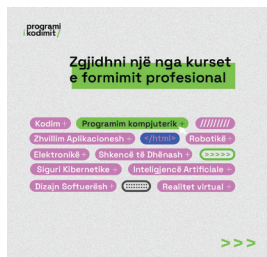 programi
i kodimit/
Zgjidhni një nga kurset
e formimit profesional
Kodim + Programim kompjuterik + /////////
Zhvillim Aplikacionesh + </html> Robotikë +
Elektronikë + Shkencë të Dhënash + >>>>>
Siguri Kibernetike + Inteligjencë Artificiale +
Dizajn Softuerësh + Realitet virtual +
>>>